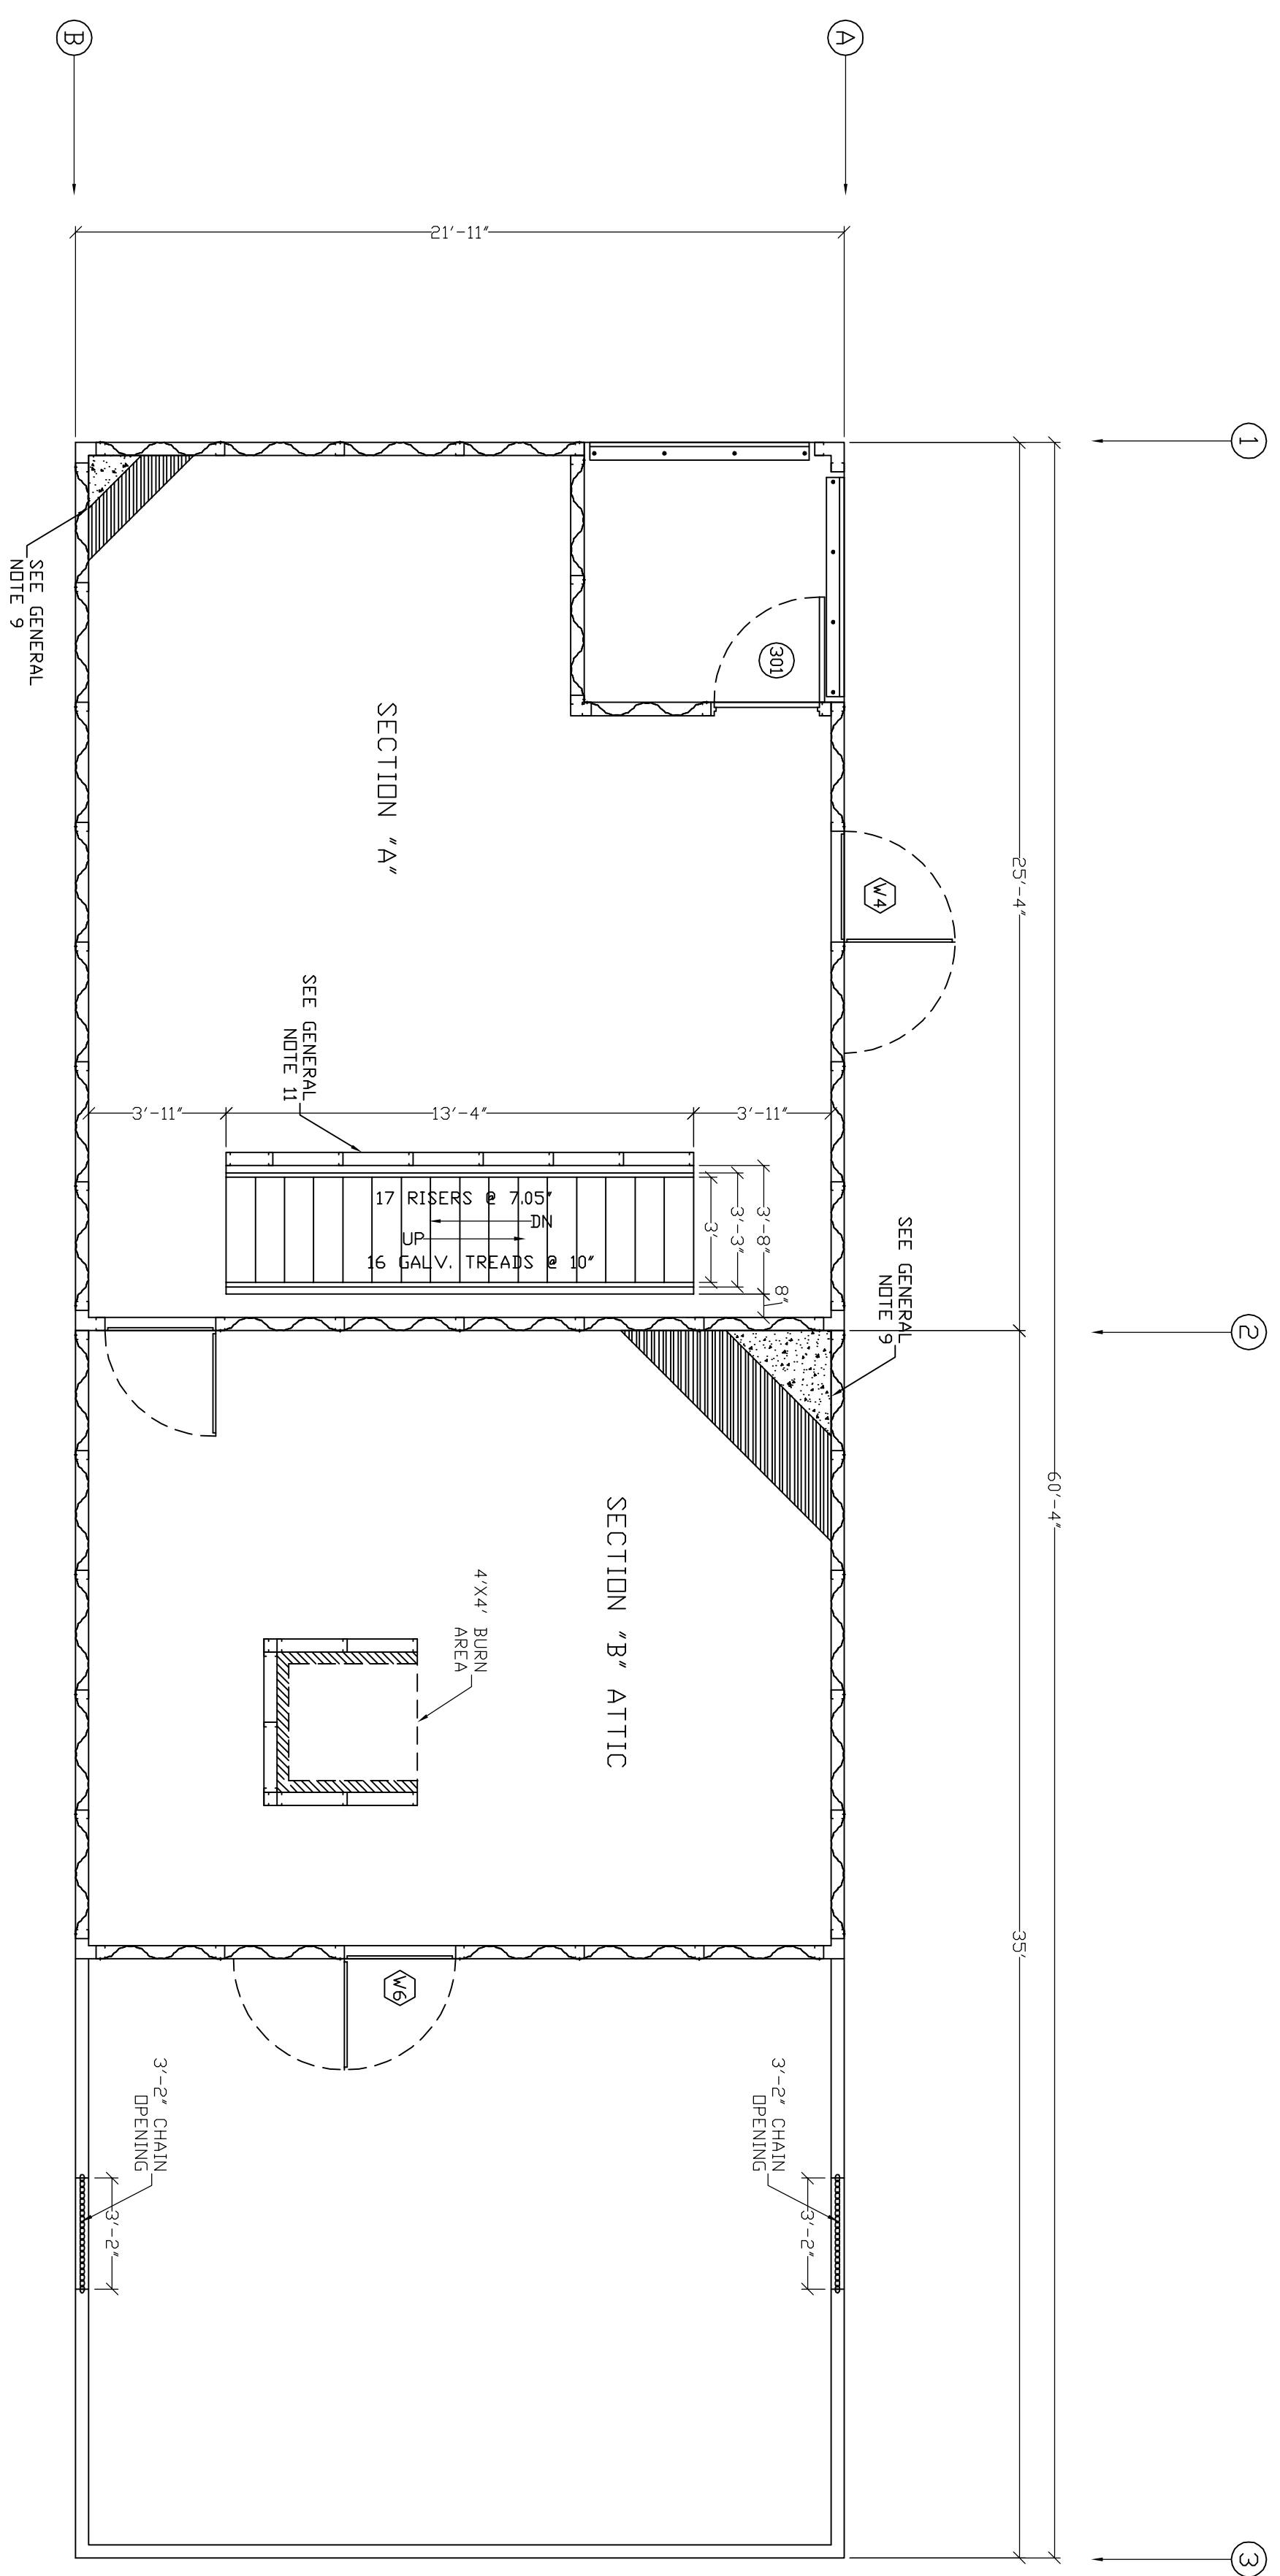 1
2
3
A
B
60'-4"
25'-4"
35'
21'-11"
301
W4
SECTION "A"
SEE GENERAL
NOTE 9
SEE GENERAL
NOTE 11
3'-11"
13'-4"
3'-11"
17 RISERS @ 7.05"
DN
UP
16 GALV. TREADS @ 10"
3'
3'-3"
3'-8"
8"
SEE GENERAL
NOTE 9
SECTION "B" ATTIC
4'X4' BURN
AREA
W6
3'-2" CHAIN
OPENING
3'-2"
3'-2" CHAIN
OPENING
3'-2"